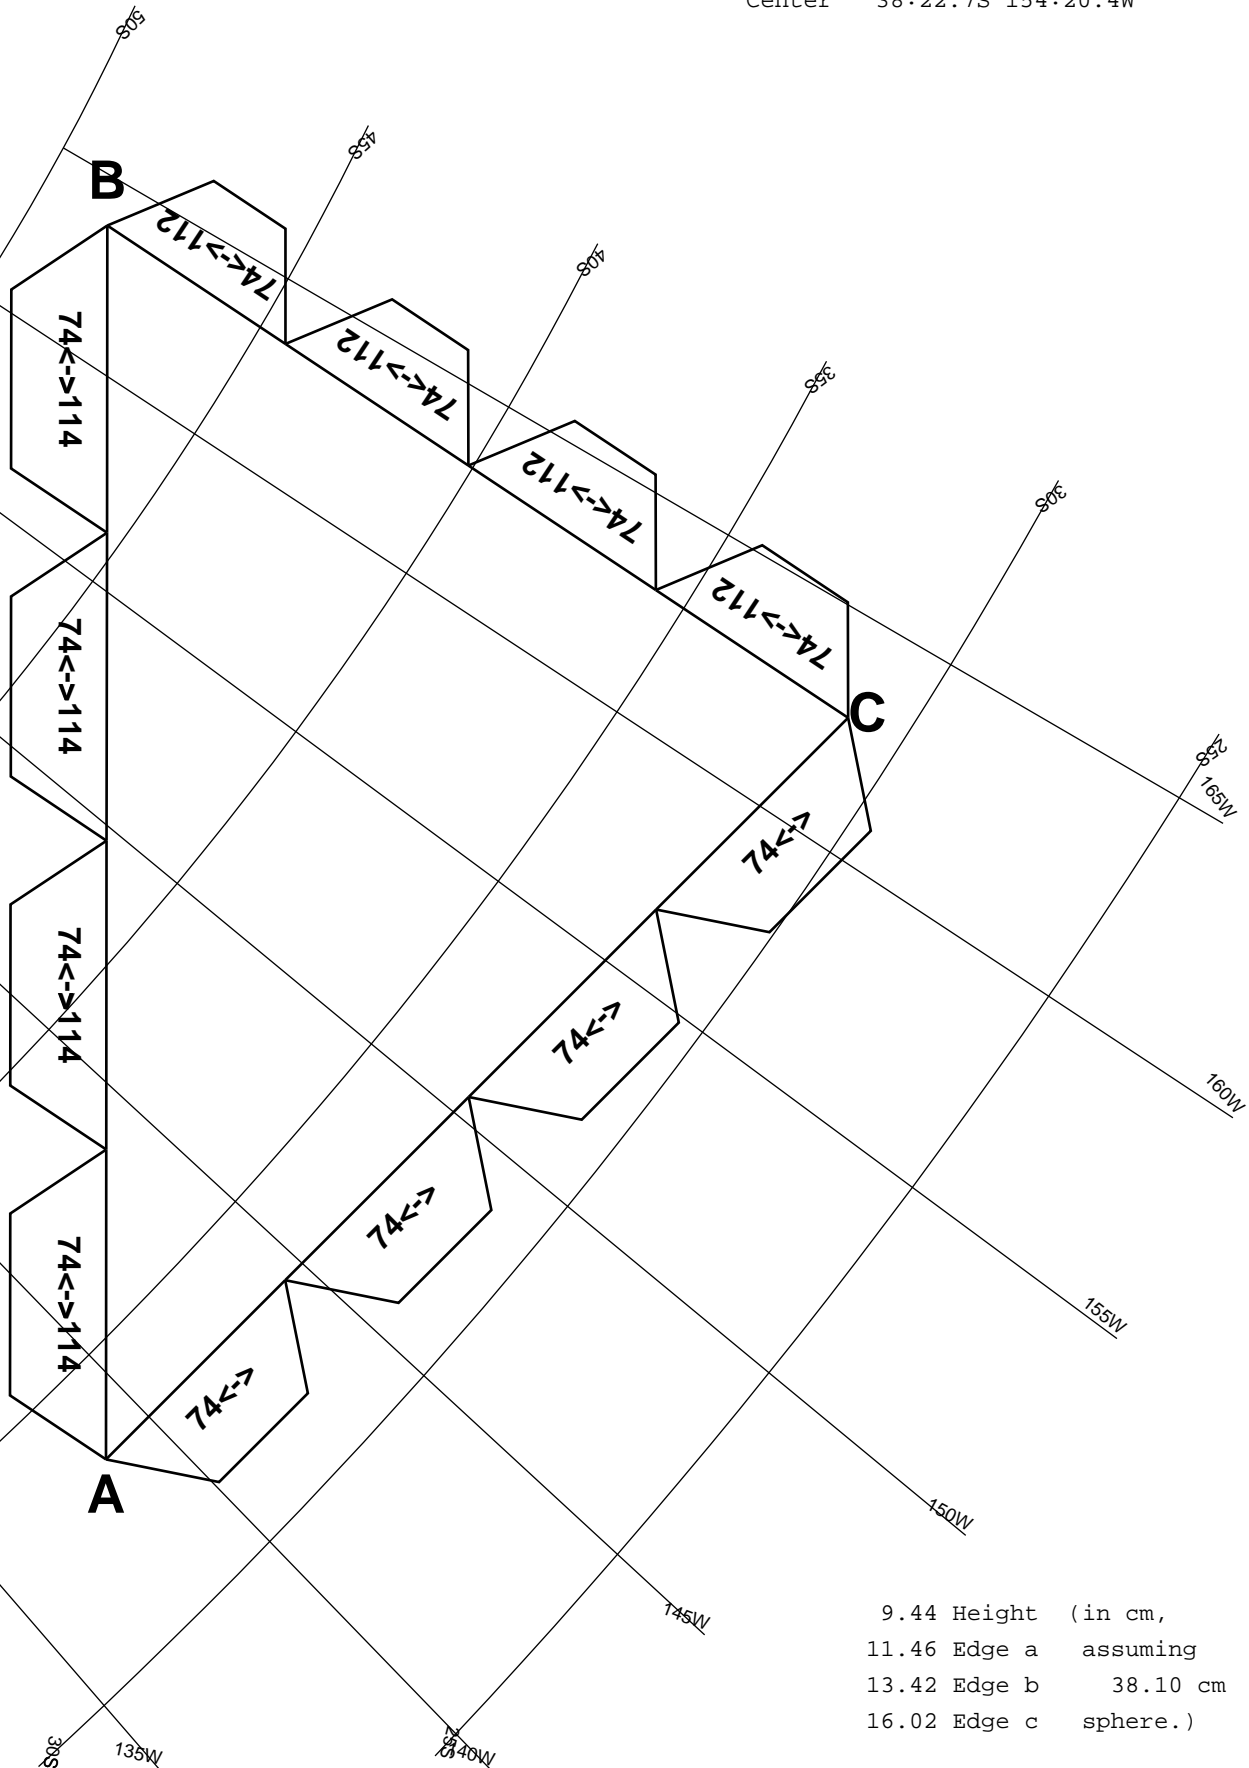 Center 38:22.7S 154:20.4W
50S
45S
B
74<->112
40S
74<->112
74<->114
35S
74<->112
30S
74<->112
74<->114
C
25S
165W
74<->
74<->114
74<->
160W
74<->
74<->114
155W
74<->
A
150W
145W
9.44 Height (in cm,
11.46 Edge a assuming
13.42 Edge b 38.10 cm
16.02 Edge c sphere.)
30S
135W
25S
140W